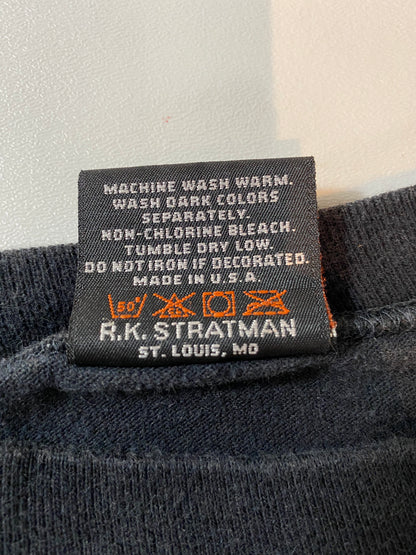 MACHINE WASH WARM.
WASH DARK COLORS
SEPARATELY.
NON-CHLORINE BLEACH.
TUMBLE DRY LOW.
DO NOT IRON IF DECORATED.
MADE IN U.S.A.
50°
R.K. STRATMAN
ST. LOUIS, MO